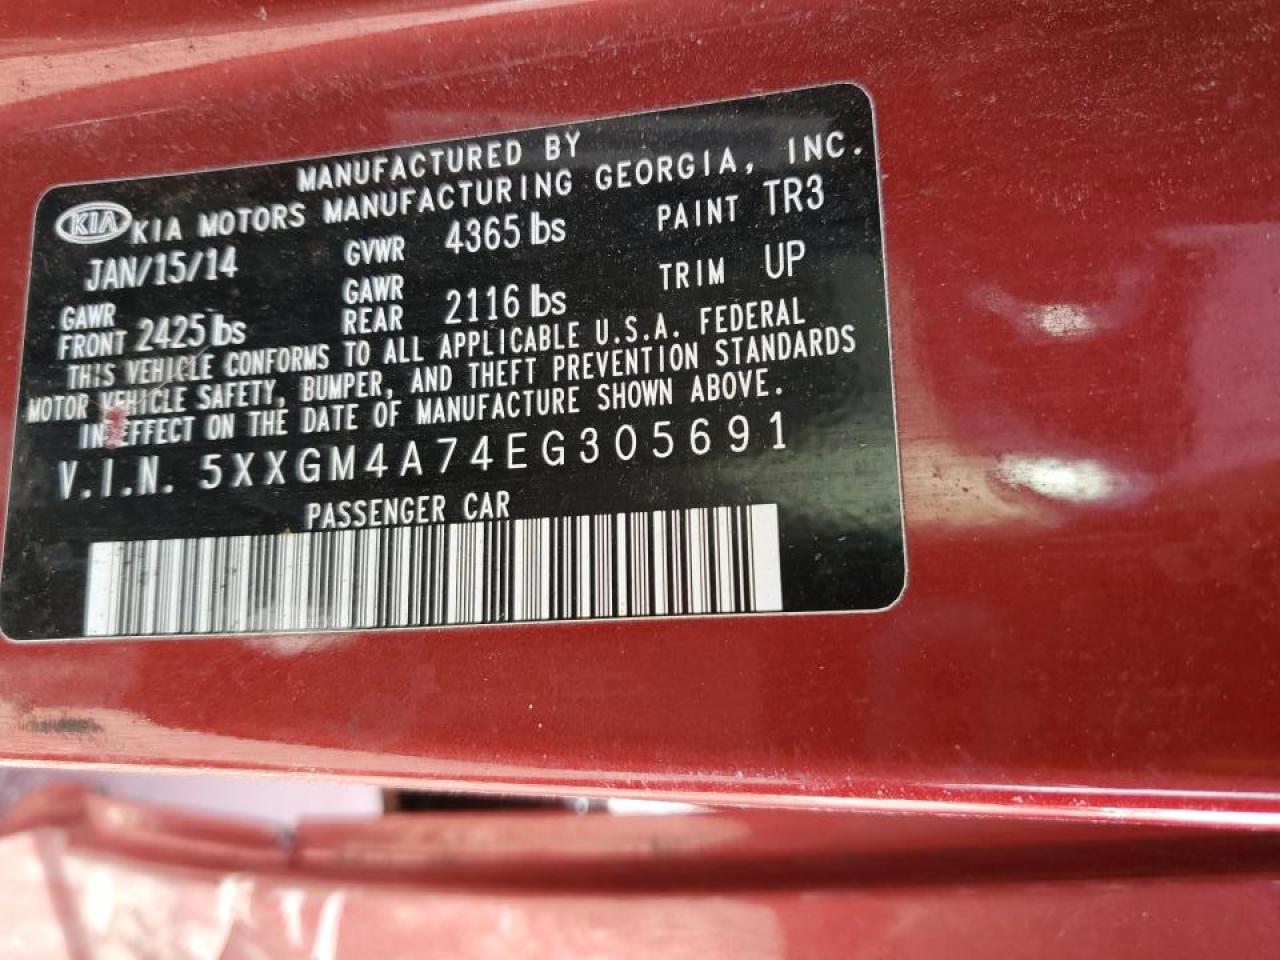 MANUFACTURED BY
KIA KIA MOTORS MANUFACTURING GEORGIA, INC.
JAN/15/14 GVWR 4365 lbs PAINT TR3
GAWR FRONT 2425 lbs GAWR REAR 2116 lbs TRIM UP
THIS VEHICLE CONFORMS TO ALL APPLICABLE U.S.A. FEDERAL
MOTOR VEHICLE SAFETY, BUMPER, AND THEFT PREVENTION STANDARDS
IN EFFECT ON THE DATE OF MANUFACTURE SHOWN ABOVE.
V.I.N. 5XXGM4A74EG305691
PASSENGER CAR